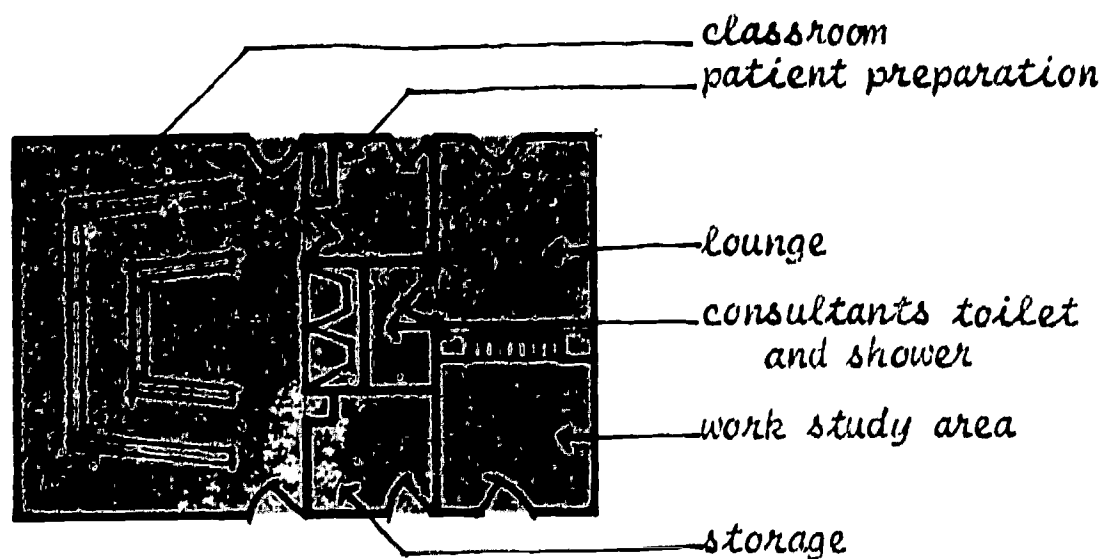 classroom
patient preparation
lounge
consultants toilet
and shower
work study area
storage